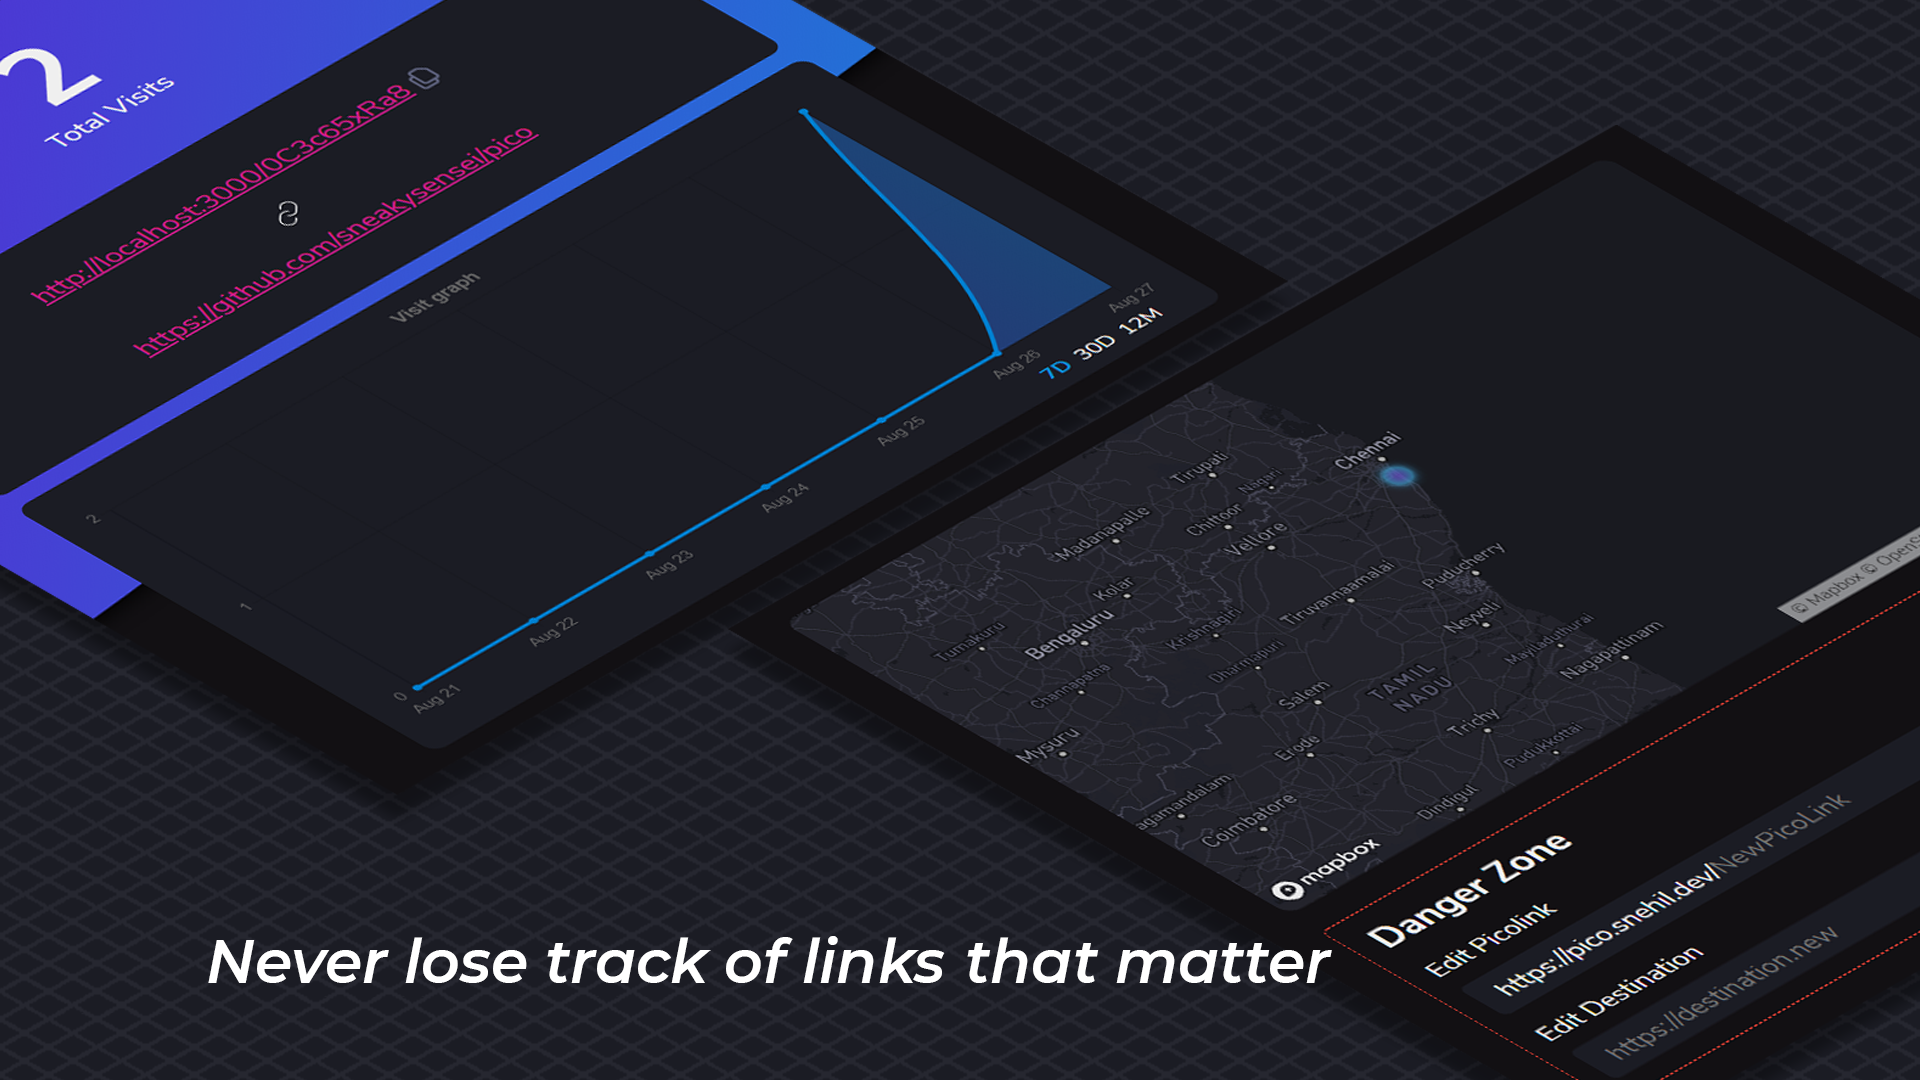 2
Total Visits
http://localhost:3000/0C3c65xRa8
https://github.com/sneakysensei/pico
Visit graph
2
1
0
Aug 21
Aug 22
Aug 23
Aug 24
Aug 25
Aug 26
Aug 27
7D 30D 12M
Chennai
Tirupati
Nagari
Chittoor
Vellore
Madanapalle
Kolar
Bengaluru
Tumakuru
Krishnagiri
Tiruvannaamalai
Puducherry
Neyveli
Mayiladuthurai
Nagapattinam
Dharmapuri
Channapatna
Salem
TAMIL
NADU
Trichy
Pudukkottai
Mysuru
Erode
agamandalam
Coimbatore
Dindigul
mapbox
© Mapbox © OpenS
Danger Zone
Edit Picolink
https://pico.snehil.dev/NewPicoLink
Edit Destination
https://destination.new
Never lose track of links that matter